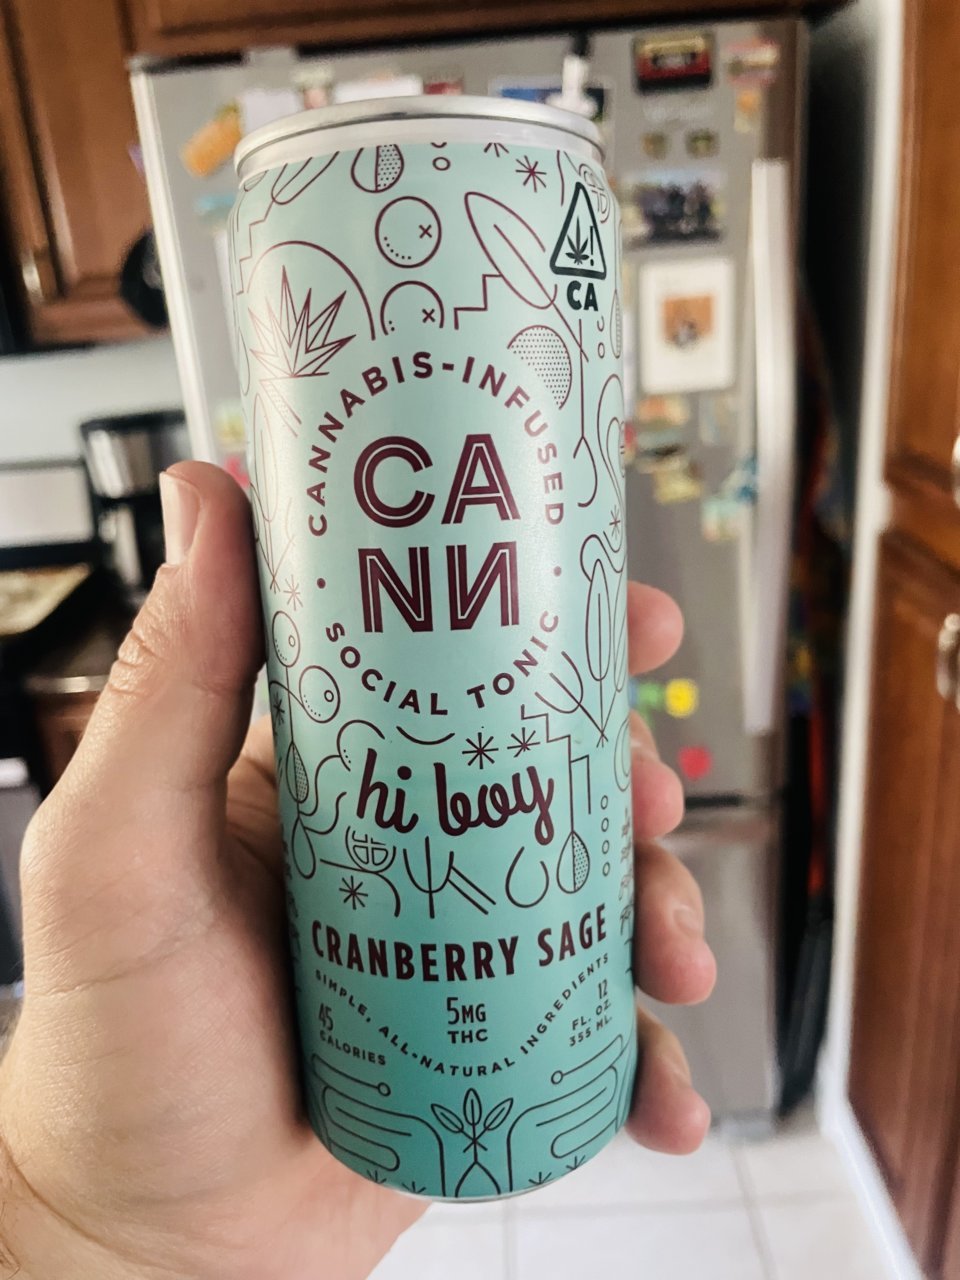 CA
CANNABIS-INFUSED
CA
NN
SOCIAL TONIC
hi boy
CRANBERRY SAGE
SIMPLE, ALL-NATURAL INGREDIENTS
45
CALORIES
5MG
THC
12
FL. OZ.
355 ML.